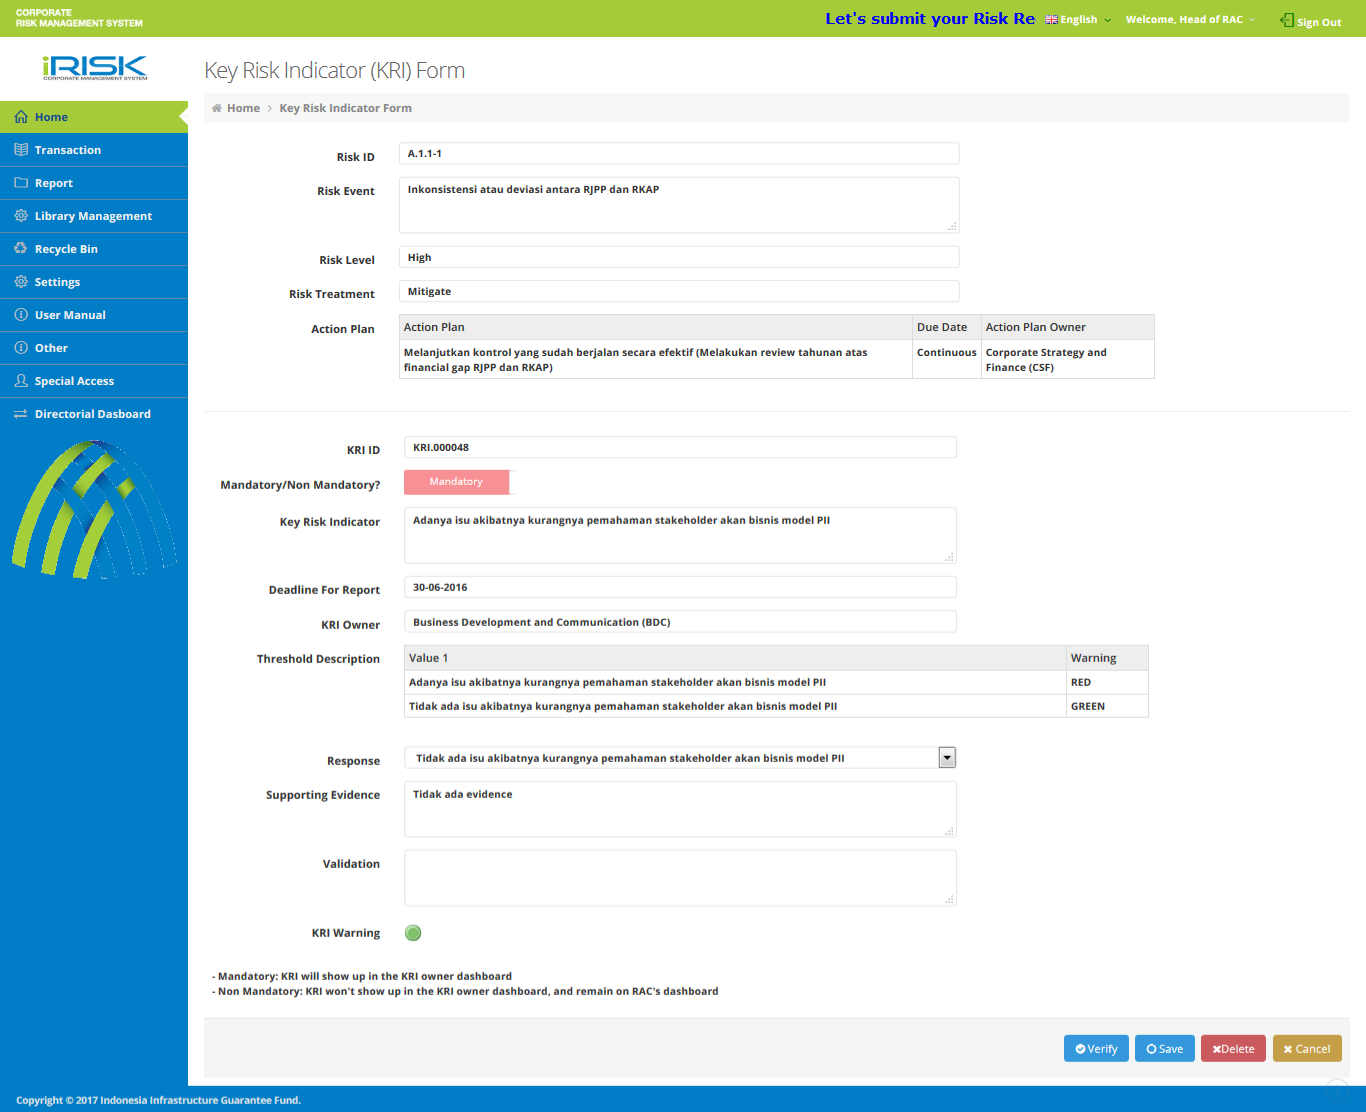 CORPORATE
RISK MANAGEMENT SYSTEM
Let's submit your Risk Re
English
Welcome, Head of RAC
Sign Out
iRISK
CORPORATE MANAGEMENT SYSTEM
Home
Transaction
Report
Library Management
Recycle Bin
Settings
User Manual
Other
Special Access
Directorial Dasboard
Key Risk Indicator (KRI) Form
Home > Key Risk Indicator Form
Risk ID A.1.1-1
Risk Event Inkonsistensi atau deviasi antara RJPP dan RKAP
Risk Level High
Risk Treatment Mitigate
Action Plan
Action Plan Due Date Action Plan Owner
Melanjutkan kontrol yang sudah berjalan secara efektif (Melakukan review tahunan atas Continuous Corporate Strategy and
financial gap RJPP dan RKAP) Finance (CSF)
KRI ID KRI.000048
Mandatory/Non Mandatory? Mandatory
Key Risk Indicator Adanya isu akibatnya kurangnya pemahaman stakeholder akan bisnis model PII
Deadline For Report 30-06-2016
KRI Owner Business Development and Communication (BDC)
Threshold Description
Value 1 Warning
Adanya isu akibatnya kurangnya pemahaman stakeholder akan bisnis model PII RED
Tidak ada isu akibatnya kurangnya pemahaman stakeholder akan bisnis model PII GREEN
Response Tidak ada isu akibatnya kurangnya pemahaman stakeholder akan bisnis model PII
Supporting Evidence Tidak ada evidence
Validation
KRI Warning
- Mandatory: KRI will show up in the KRI owner dashboard
- Non Mandatory: KRI won't show up in the KRI owner dashboard, and remain on RAC's dashboard
Verify Save Delete Cancel
Copyright © 2017 Indonesia Infrastructure Guarantee Fund.